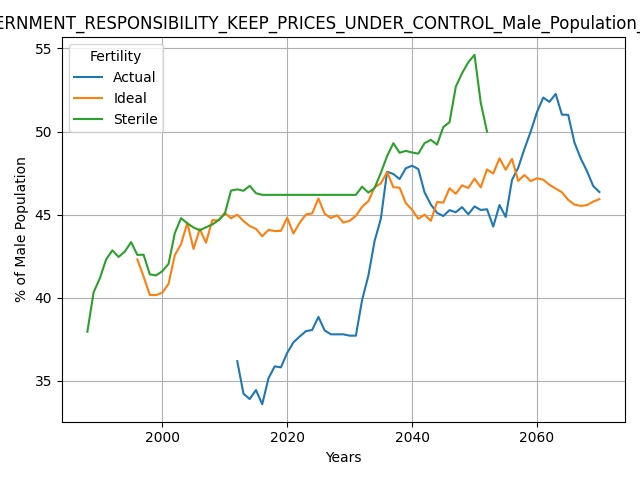 ERNMENT_RESPONSIBILITY_KEEP_PRICES_UNDER_CONTROL_Male_Population_
Fertility
Actual
Ideal
Sterile
% of Male Population
55
50
45
40
35
2000
2020
2040
2060
Years